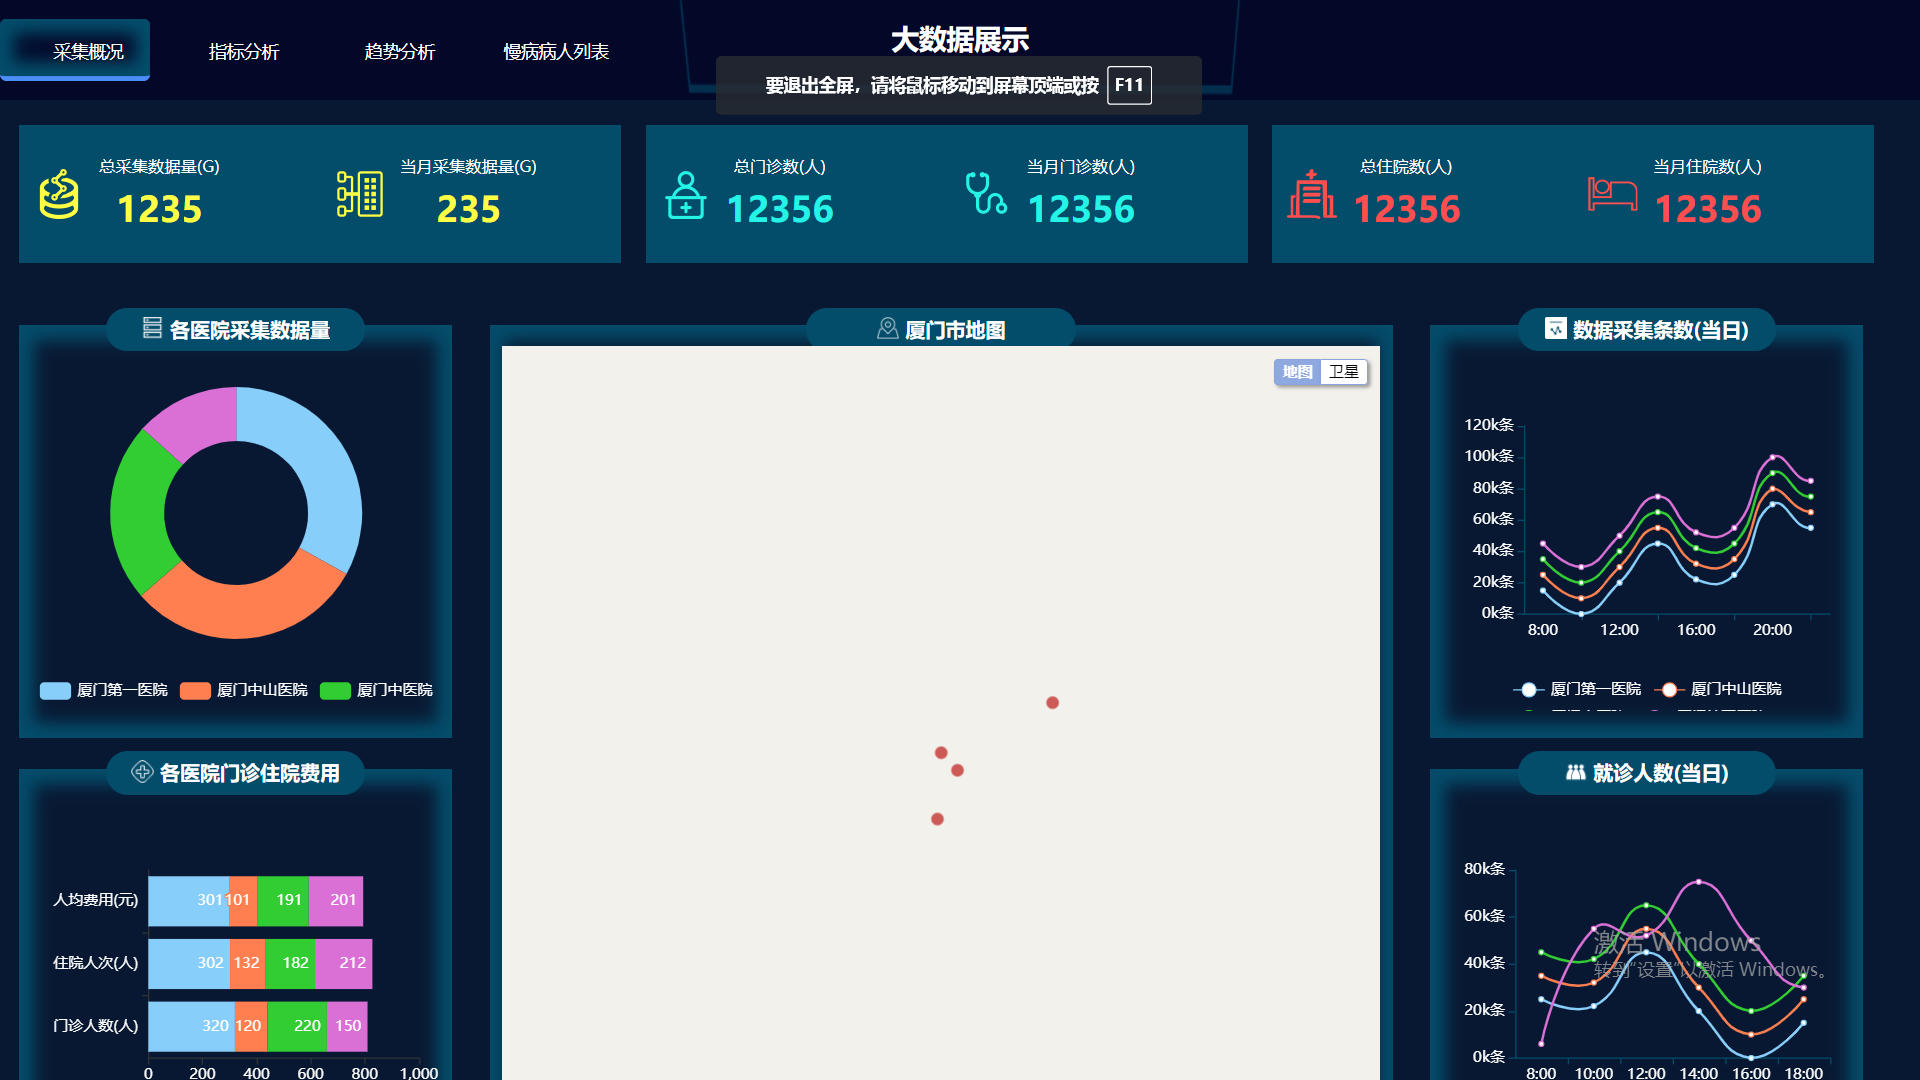 采集概况
指标分析
趋势分析
慢病病人列表
大数据展示
要退出全屏，请将鼠标移动到屏幕顶端或按 F11
总采集数据量(G)
1235
当月采集数据量(G)
235
总门诊数(人)
12356
当月门诊数(人)
12356
总住院数(人)
12356
当月住院数(人)
12356
各医院采集数据量
厦门第一医院 厦门中山医院 厦门中医院
厦门市地图
地图 卫星
数据采集条数(当日)
120k条
100k条
80k条
60k条
40k条
20k条
0k条
8:00 12:00 16:00 20:00
厦门第一医院 厦门中山医院
各医院门诊住院费用
人均费用(元) 301 101 191 201
住院人次(人) 302 132 182 212
门诊人数(人) 320 120 220 150
0 200 400 600 800 1,000
就诊人数(当日)
80k条
60k条
40k条
20k条
0k条
8:00 10:00 12:00 14:00 16:00 18:00
激活 Windows
转到"设置"以激活 Windows。